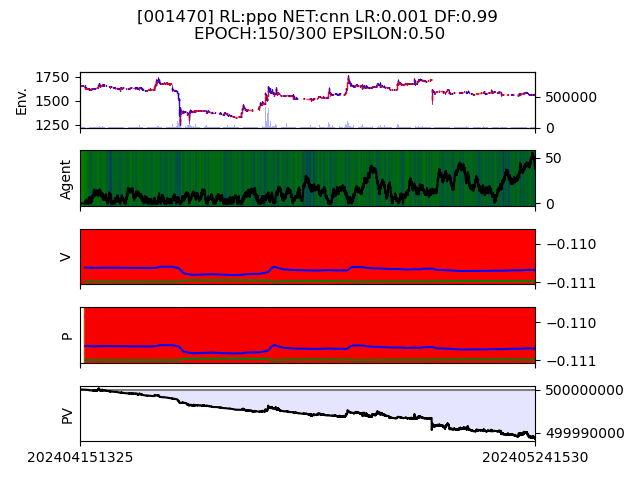 [001470] RL:ppo NET:cnn LR:0.001 DF:0.99
EPOCH:150/300 EPSILON:0.50
Env.
1750
1500
1250
500000
0
Agent
50
0
V
−0.110
−0.111
P
−0.110
−0.111
PV
500000000
499990000
202404151325
202405241530